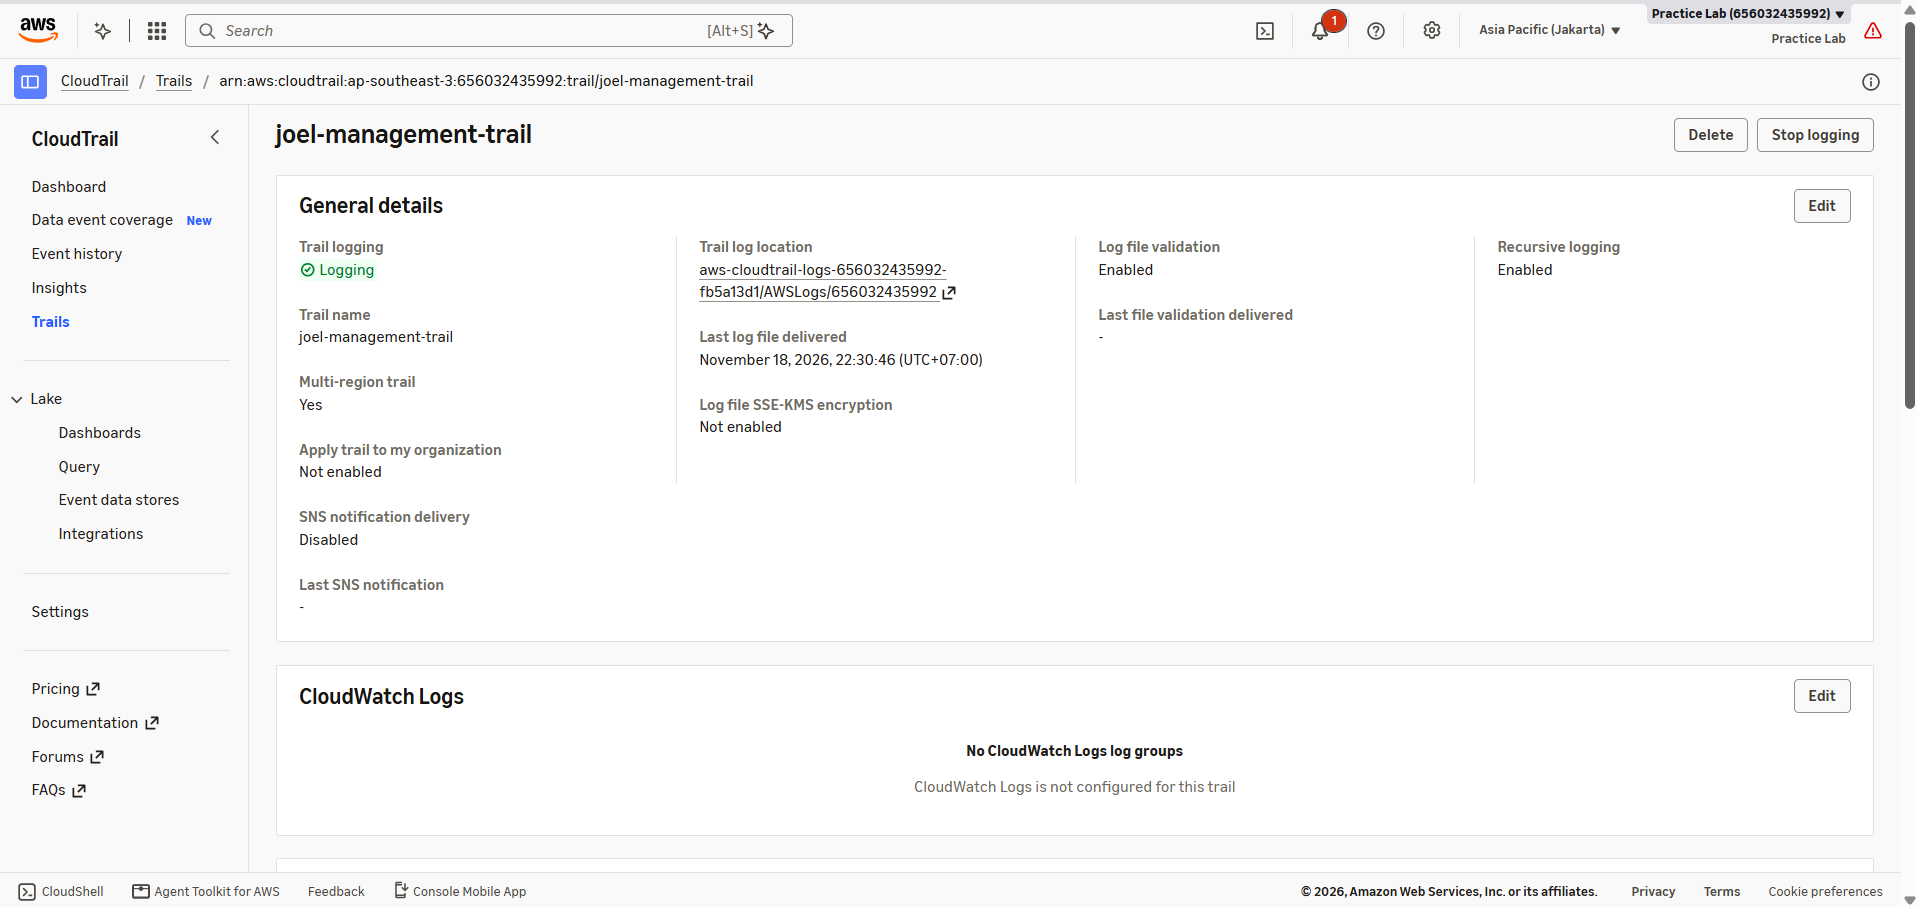 aws
Search
[Alt+S]
1
Asia Pacific (Jakarta)
Practice Lab (656032435992)
Practice Lab
CloudTrail / Trails / arn:aws:cloudtrail:ap-southeast-3:656032435992:trail/joel-management-trail
CloudTrail
Dashboard
Data event coverage New
Event history
Insights
Trails
Lake
Dashboards
Query
Event data stores
Integrations
Settings
Pricing
Documentation
Forums
FAQs
joel-management-trail
Delete
Stop logging
General details
Edit
Trail logging
Logging
Trail name
joel-management-trail
Multi-region trail
Yes
Apply trail to my organization
Not enabled
SNS notification delivery
Disabled
Last SNS notification
-
Trail log location
aws-cloudtrail-logs-656032435992-
fb5a13d1/AWSLogs/656032435992
Last log file delivered
November 18, 2026, 22:30:46 (UTC+07:00)
Log file SSE-KMS encryption
Not enabled
Log file validation
Enabled
Last file validation delivered
-
Recursive logging
Enabled
CloudWatch Logs
Edit
No CloudWatch Logs log groups
CloudWatch Logs is not configured for this trail
CloudShell
Agent Toolkit for AWS
Feedback
Console Mobile App
© 2026, Amazon Web Services, Inc. or its affiliates.
Privacy
Terms
Cookie preferences